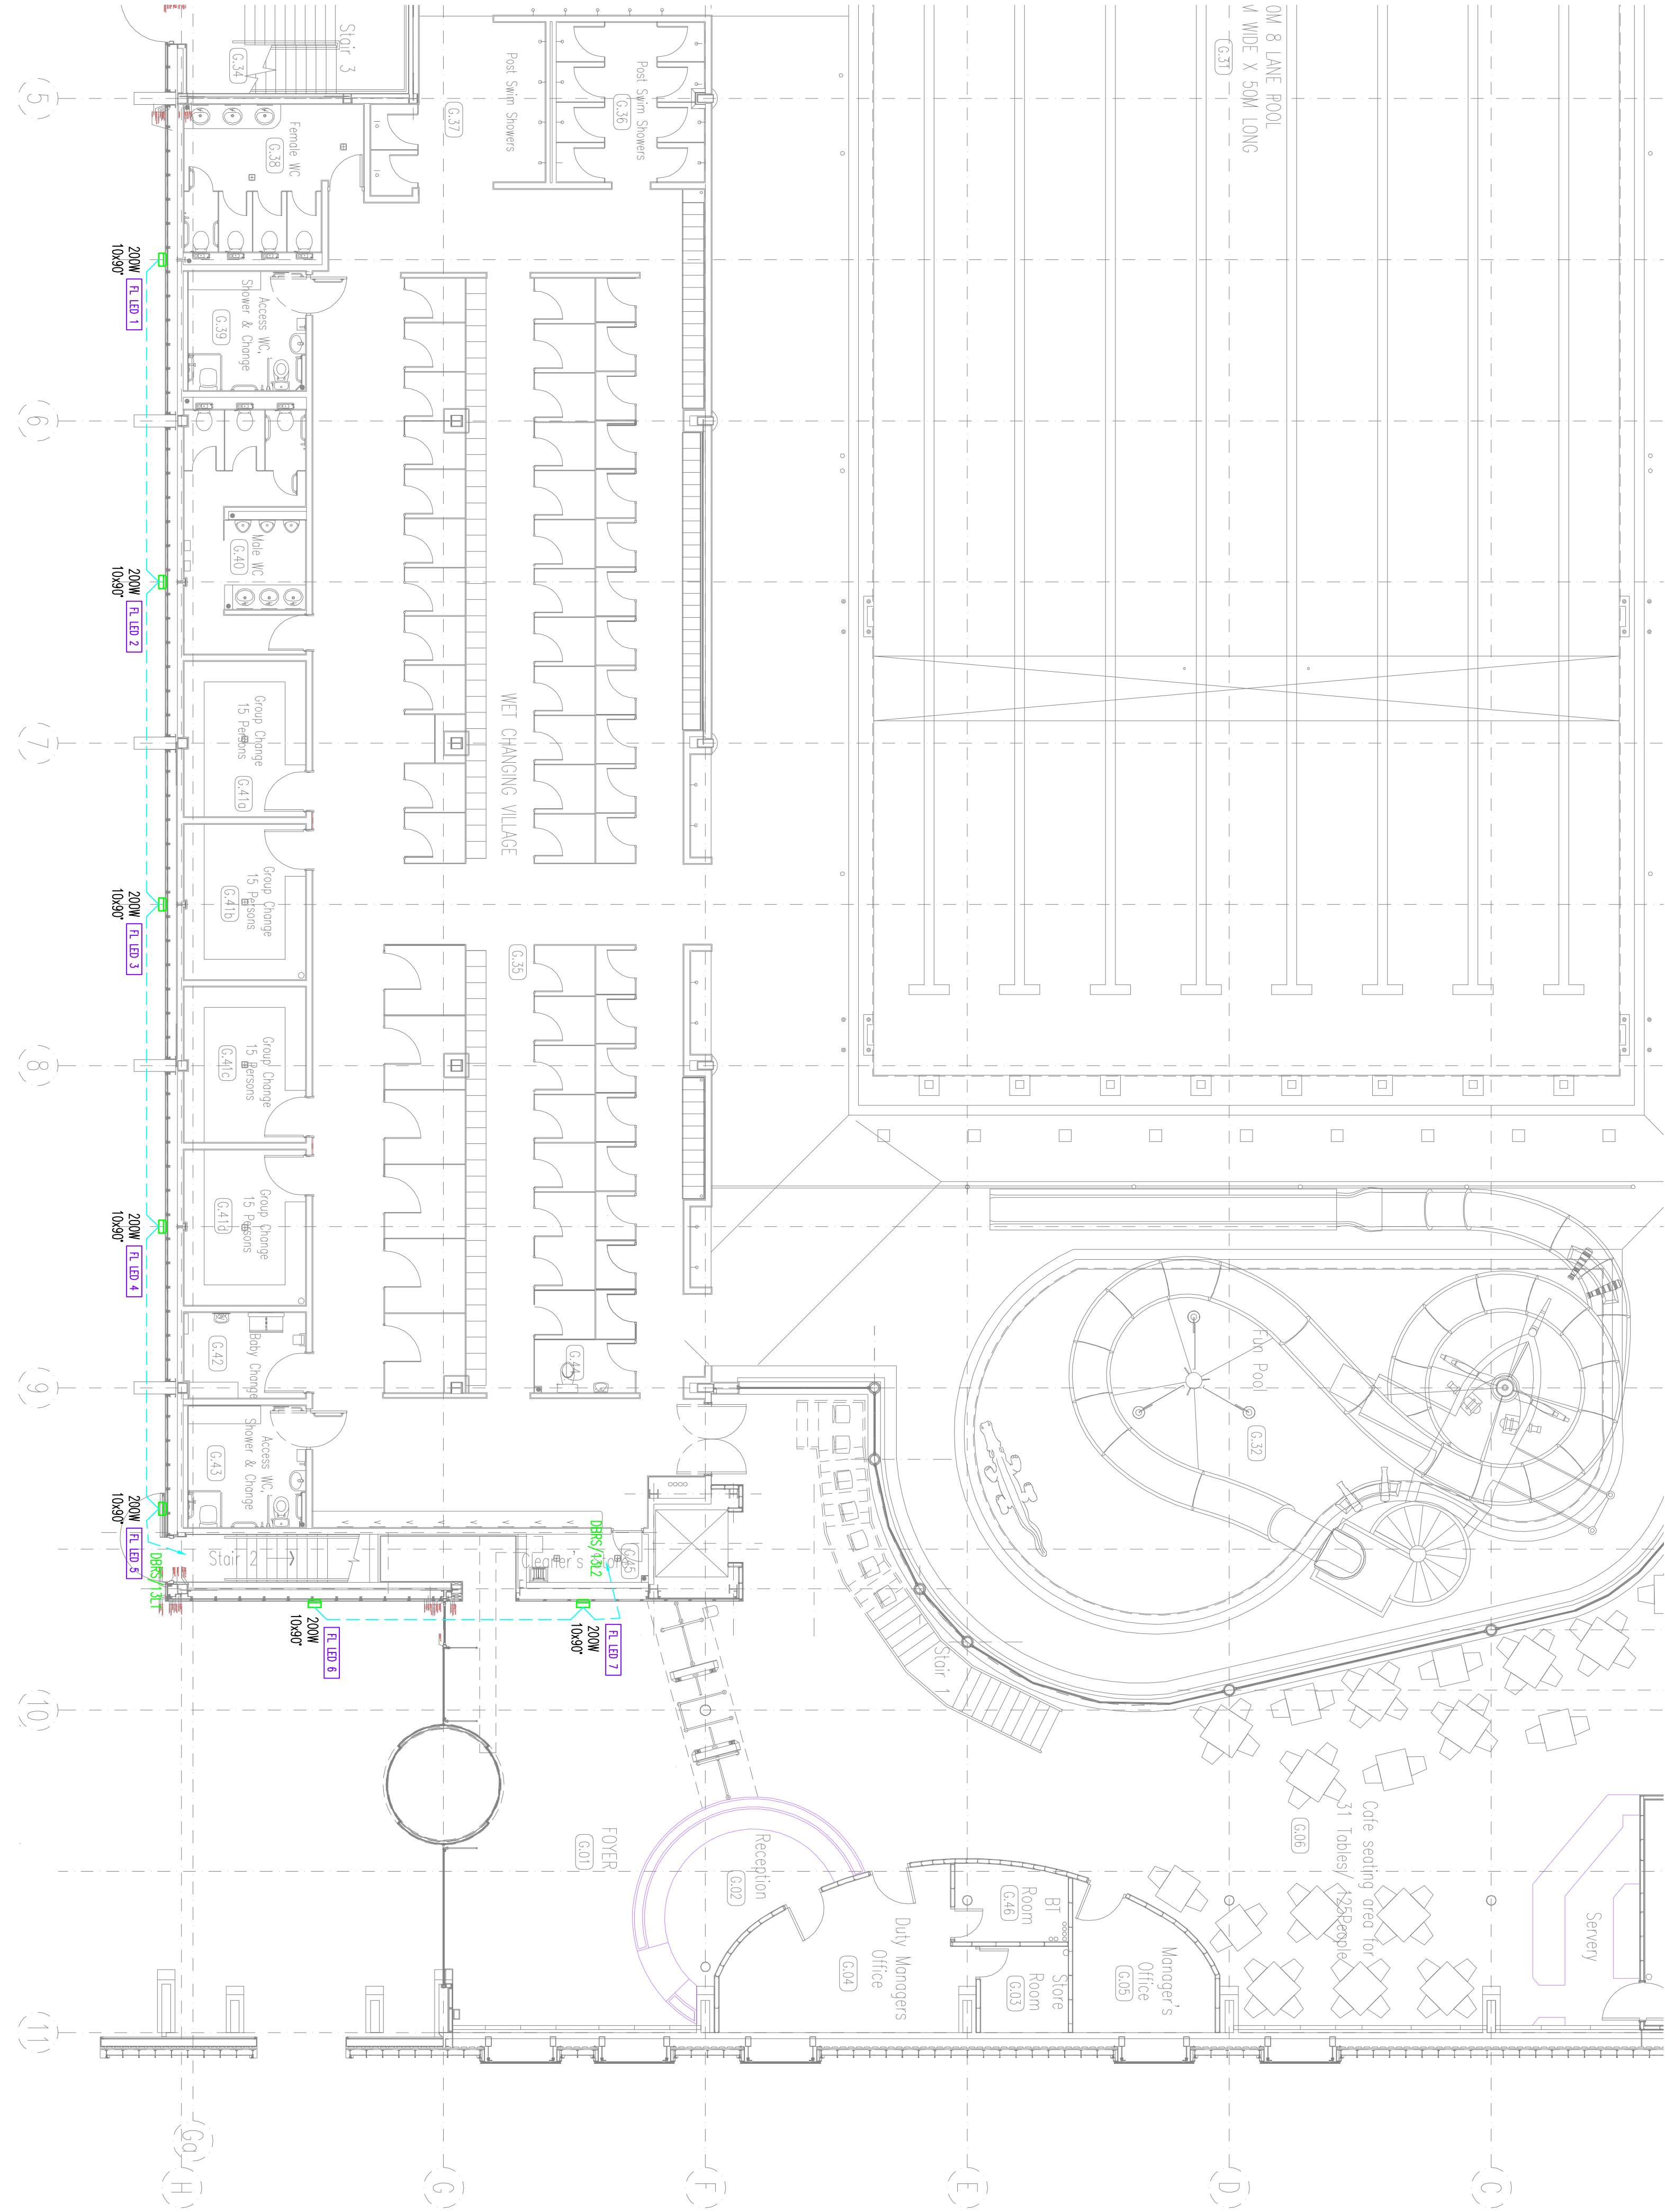 Stair 3
G.34
G.37
Post Swim Showers
Post Swim Showers
G.36
G.31
OM 8 LANE POOL
WIDE X 50M LONG
5
Female WC
G.38
200W
10x90°
FL LED 1
Access WC,
Shower & Change
G.39
6
Male WC
G.40
200W
10x90°
FL LED 2
WET CHANGING VILLAGE
Group Change
15 Persons
G.41a
7
Group Change
15 Persons
G.41b
200W
10x90°
FL LED 3
G.35
Group Change
15 Persons
G.41c
8
Group Change
15 Persons
G.41d
200W
10x90°
FL LED 4
Baby Change
G.42
G.44
Fun Pool
G.32
9
Access WC,
Shower & Change
G.43
200W
10x90°
FL LED 5
Stair 2
Cleaner's
G.45
200W
10x90°
FL LED 6
200W
10x90°
FL LED 7
Stair 1
10
FOYER
G.01
Reception
G.02
Duty Managers
Office
G.04
BT
Room
G.46
Store
Room
G.03
Manager's
Office
G.05
Cafe seating area for
31 Tables/ 125People
G.06
Servery
11
Ga
H
G
F
E
D
C